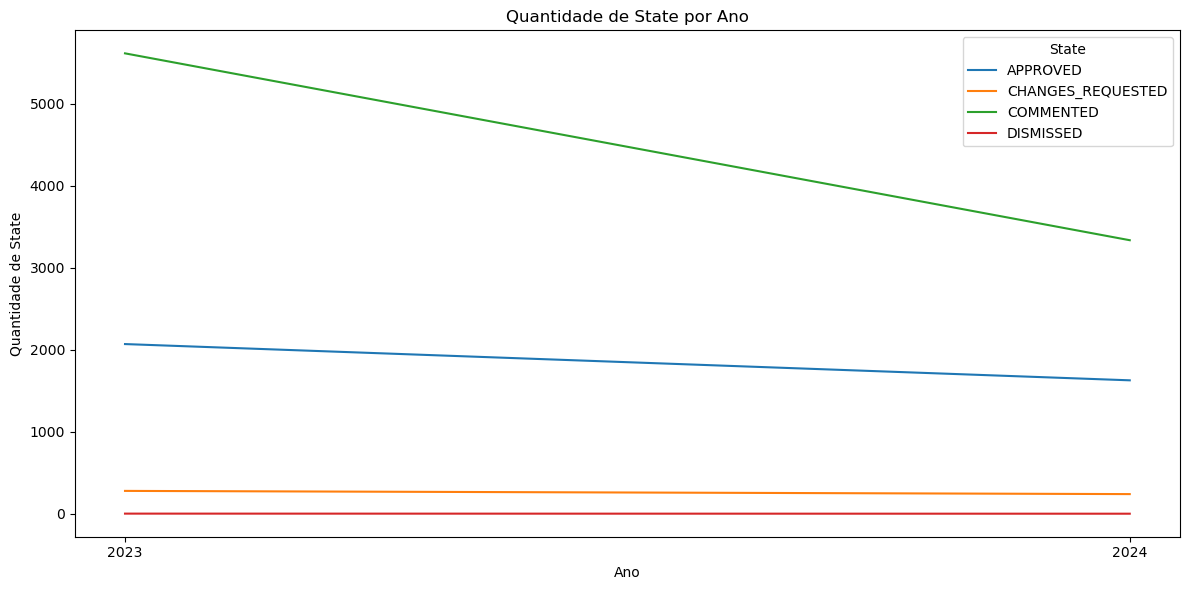 Quantidade de State por Ano
State
APPROVED
CHANGES_REQUESTED
COMMENTED
DISMISSED
Quantidade de State
5000
4000
3000
2000
1000
0
2023
2024
Ano